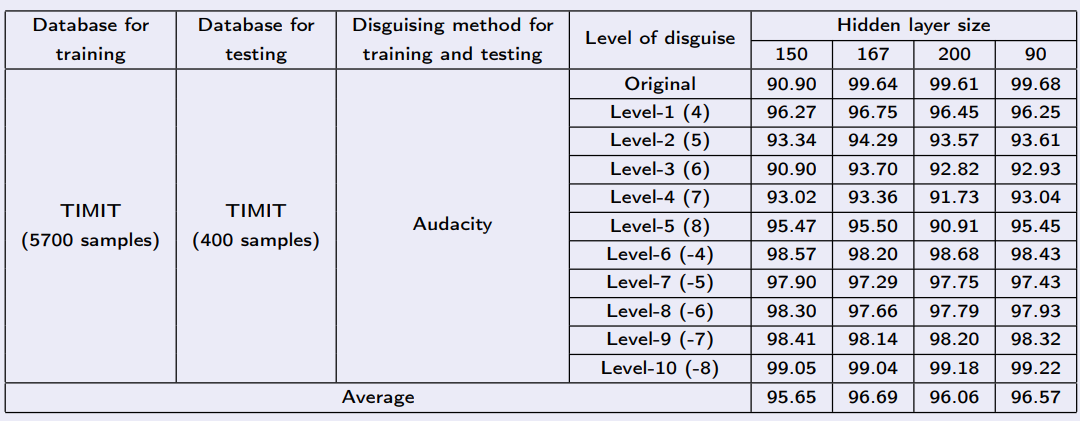 Database for training | Database for testing | Disguising method for training and testing | Level of disguise | Hidden layer size
150 | 167 | 200 | 90
TIMIT (5700 samples) | TIMIT (400 samples) | Audacity | Original | 90.90 | 99.64 | 99.61 | 99.68
Level-1 (4) | 96.27 | 96.75 | 96.45 | 96.25
Level-2 (5) | 93.34 | 94.29 | 93.57 | 93.61
Level-3 (6) | 90.90 | 93.70 | 92.82 | 92.93
Level-4 (7) | 93.02 | 93.36 | 91.73 | 93.04
Level-5 (8) | 95.47 | 95.50 | 90.91 | 95.45
Level-6 (-4) | 98.57 | 98.20 | 98.68 | 98.43
Level-7 (-5) | 97.90 | 97.29 | 97.75 | 97.43
Level-8 (-6) | 98.30 | 97.66 | 97.79 | 97.93
Level-9 (-7) | 98.41 | 98.14 | 98.20 | 98.32
Level-10 (-8) | 99.05 | 99.04 | 99.18 | 99.22
Average | 95.65 | 96.69 | 96.06 | 96.57